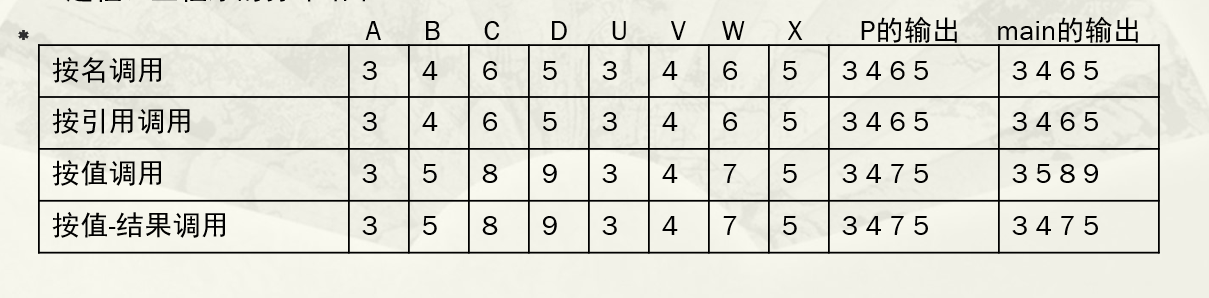 * A B C D U V W X P的输出 main的输出
按名调用 3 4 6 5 3 4 6 5 3 4 6 5 3 4 6 5
按引用调用 3 4 6 5 3 4 6 5 3 4 6 5 3 4 6 5
按值调用 3 5 8 9 3 4 7 5 3 4 7 5 3 5 8 9
按值-结果调用 3 5 8 9 3 4 7 5 3 4 7 5 3 4 7 5